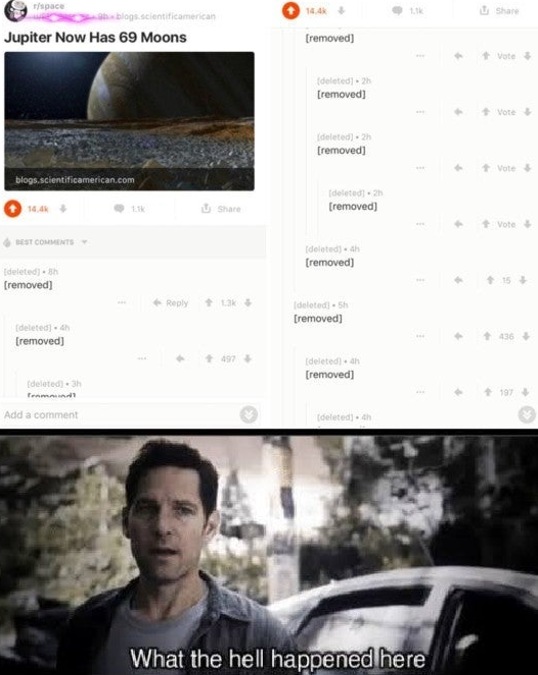 r/space
9h • blogs.scientificamerican
Jupiter Now Has 69 Moons
blogs.scientificamerican.com
14.4k 1.1k Share
BEST COMMENTS
[deleted] • 8h
[removed]
Reply 1.3k
[deleted] • 4h
[removed]
497
[deleted] • 3h
[removed]
Add a comment
14.4k 1.1k Share
[removed]
Vote
[deleted] • 2h
[removed]
Vote
[deleted] • 2h
[removed]
Vote
[deleted] • 2h
[removed]
Vote
[deleted] • 4h
[removed]
15
[deleted] • 5h
[removed]
436
[deleted] • 4h
[removed]
197
[deleted] • 4h
What the hell happened here